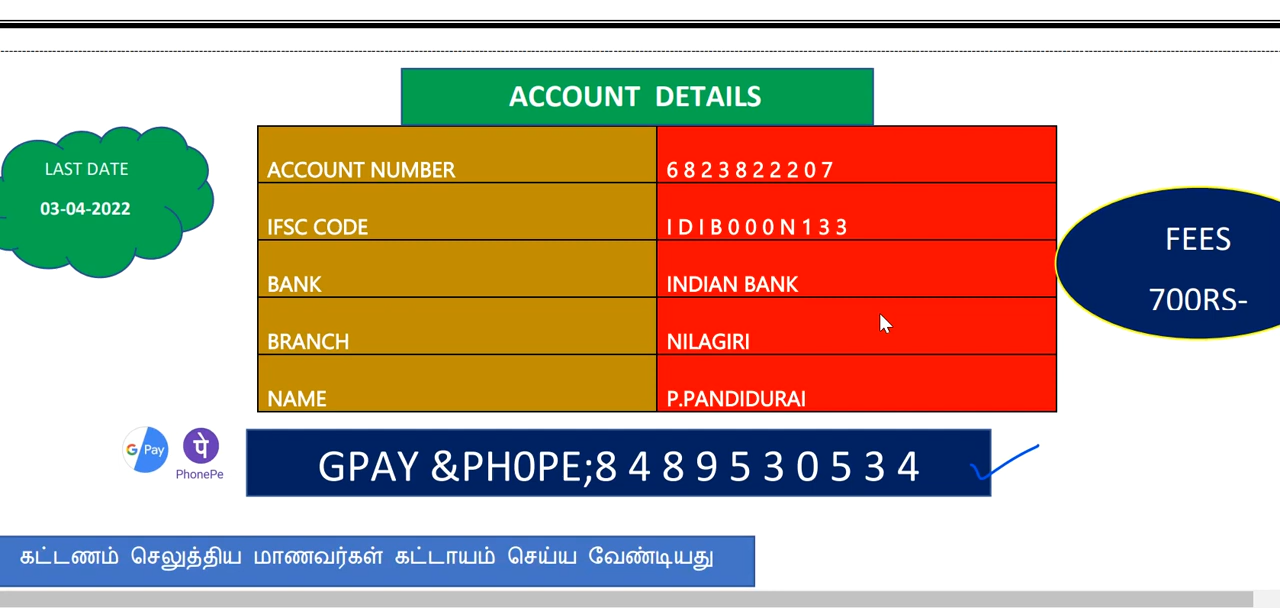 ACCOUNT DETAILS
LAST DATE
03-04-2022
ACCOUNT NUMBER 6 8 2 3 8 2 2 2 0 7
IFSC CODE I D I B 0 0 0 N 1 3 3
BANK INDIAN BANK
BRANCH NILAGIRI
NAME P.PANDIDURAI
FEES
700RS-
G Pay
पे
PhonePe
GPAY &PH0PE;8 4 8 9 5 3 0 5 3 4
கட்டணம் செலுத்திய மாணவர்கள் கட்டாயம் செய்ய வேண்டியது